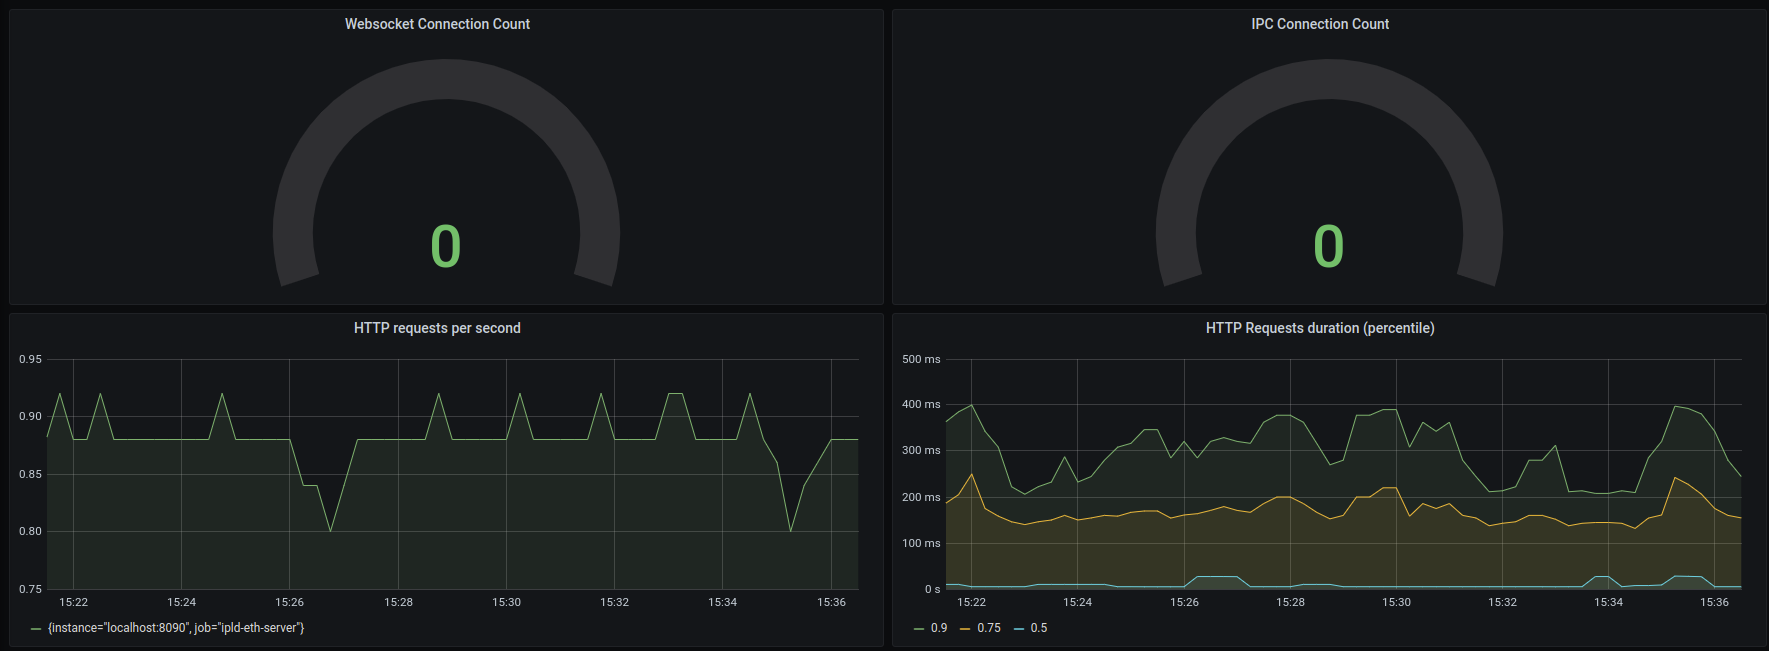 Websocket Connection Count
0
IPC Connection Count
0
HTTP requests per second
0.95
0.90
0.85
0.80
0.75
15:22 15:24 15:26 15:28 15:30 15:32 15:34 15:36
{instance="localhost:8090", job="ipld-eth-server"}
HTTP Requests duration (percentile)
500 ms
400 ms
300 ms
200 ms
100 ms
0 s
15:22 15:24 15:26 15:28 15:30 15:32 15:34 15:36
0.9 0.75 0.5